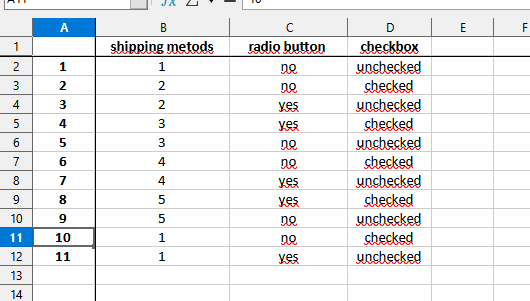 A B C D E F
1 shipping metods radio button checkbox
2 1 1 no unchecked
3 2 2 no checked
4 3 2 yes unchecked
5 4 3 yes checked
6 5 3 no unchecked
7 6 4 no checked
8 7 4 yes unchecked
9 8 5 yes checked
10 9 5 no unchecked
11 10 1 no checked
12 11 1 yes unchecked
13
14